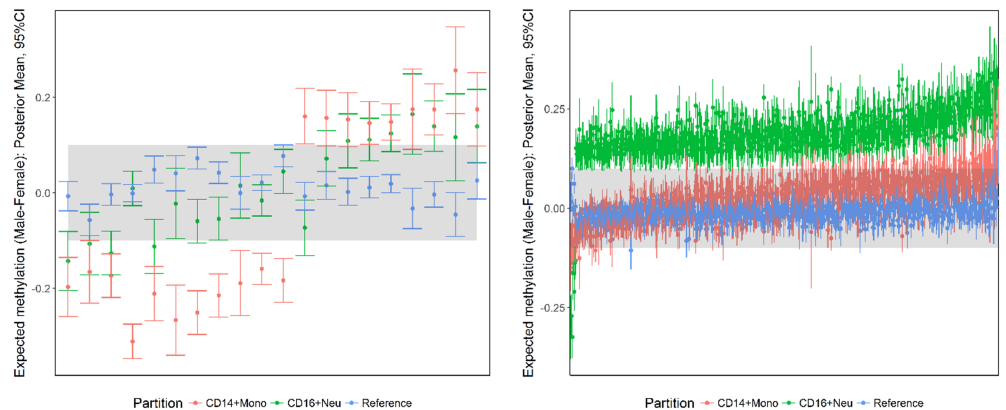 Expected methylation (Male-Female): Posterior Mean, 95%CI
0.2
0.0
-0.2
Partition CD14+Mono CD16+Neu Reference
Expected methylation (Male-Female): Posterior Mean, 95%CI
0.25
0.00
-0.25
Partition CD14+Mono CD16+Neu Reference